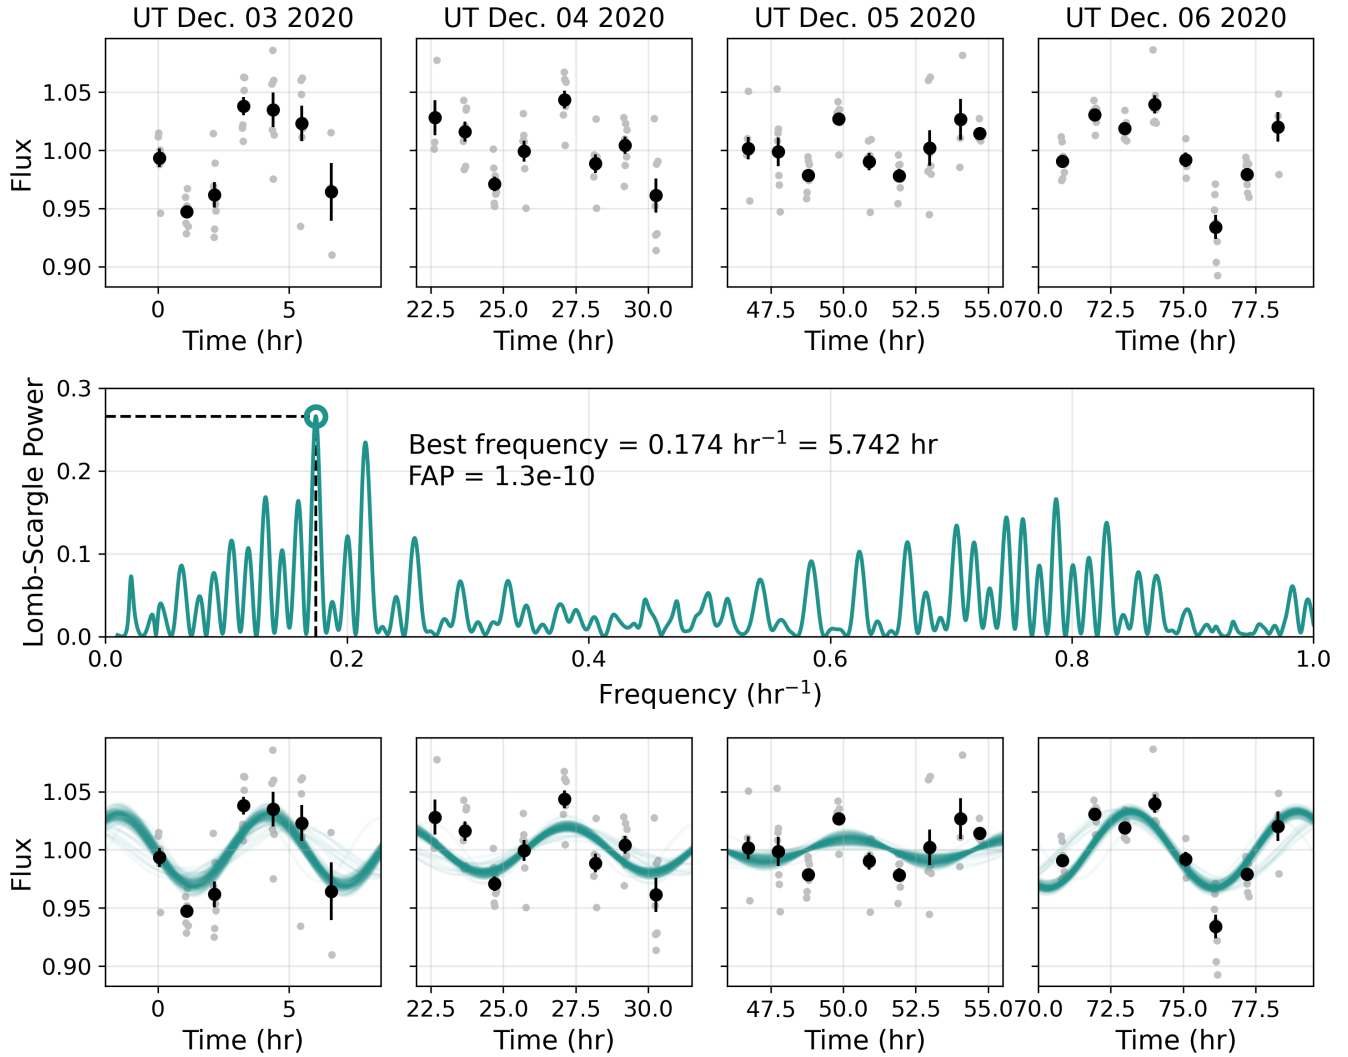 UT Dec. 03 2020 UT Dec. 04 2020 UT Dec. 05 2020 UT Dec. 06 2020
Flux
1.05
1.00
0.95
0.90
0 5 22.5 25.0 27.5 30.0 47.5 50.0 52.5 55.0 70.0 72.5 75.0 77.5
Time (hr) Time (hr) Time (hr) Time (hr)
Lomb-Scargle Power
0.3
0.2
0.1
0.0
Best frequency = 0.174 hr⁻¹ = 5.742 hr
FAP = 1.3e-10
0.0 0.2 0.4 0.6 0.8 1.0
Frequency (hr⁻¹)
Flux
1.05
1.00
0.95
0.90
0 5 22.5 25.0 27.5 30.0 47.5 50.0 52.5 55.0 70.0 72.5 75.0 77.5
Time (hr) Time (hr) Time (hr) Time (hr)